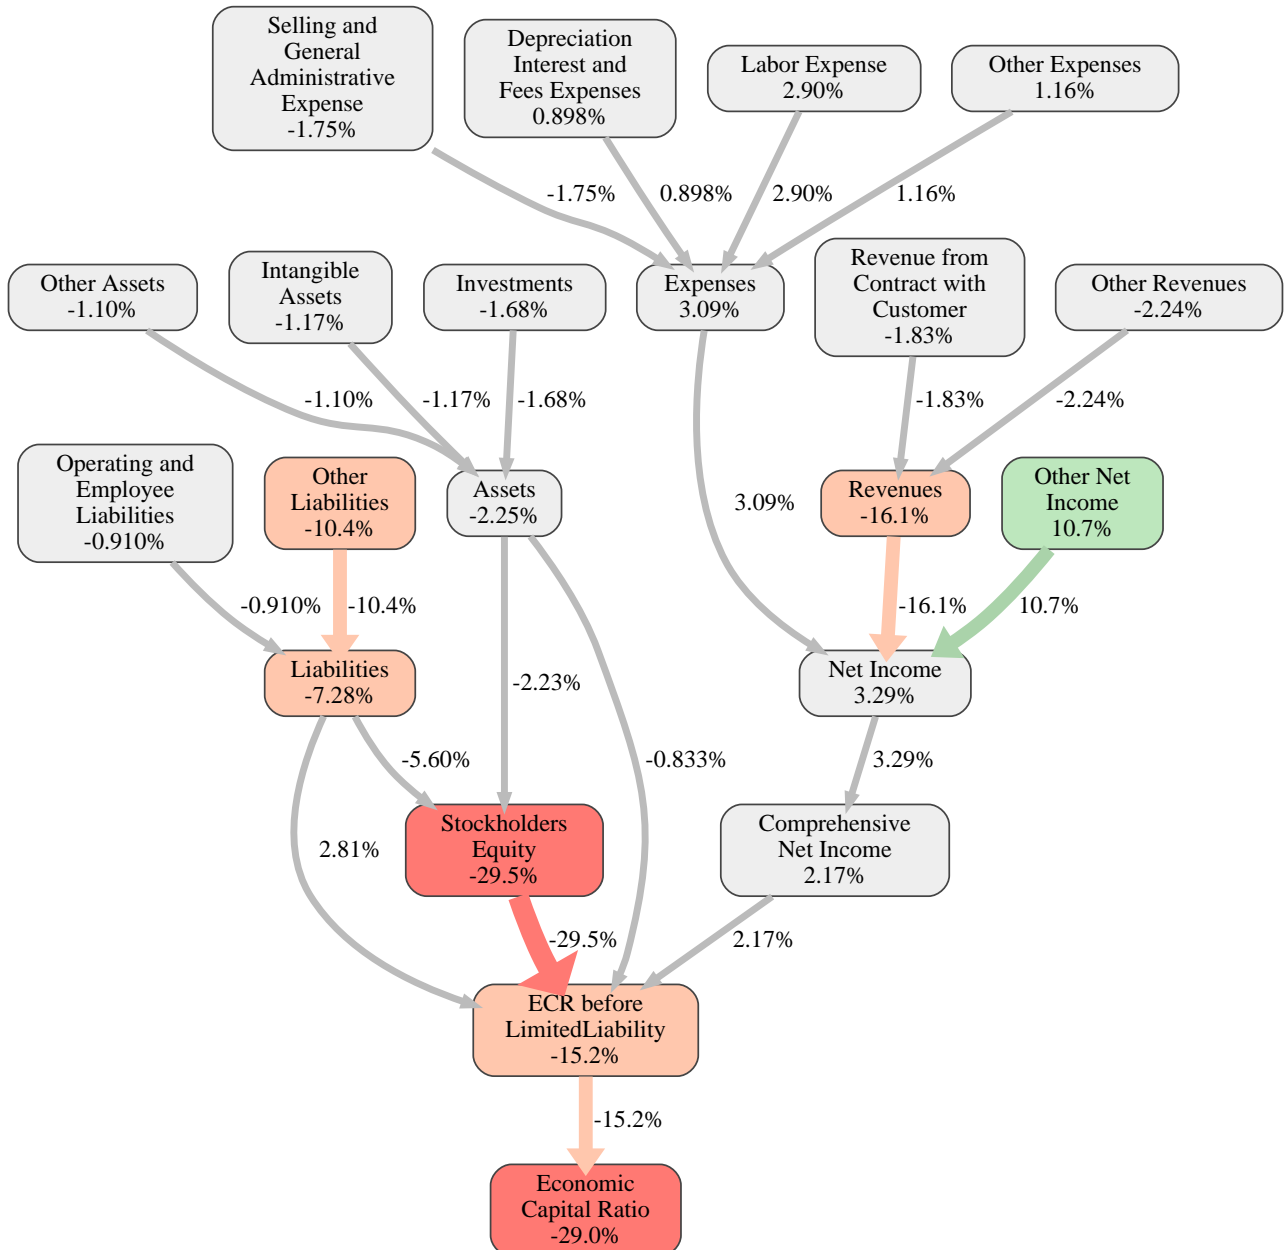 Selling and
General
Administrative
Expense
-1.75%
Depreciation
Interest and
Fees Expenses
0.898%
Labor Expense
2.90%
Other Expenses
1.16%
-1.75%
0.898%
2.90%
1.16%
Other Assets
-1.10%
Intangible
Assets
-1.17%
Investments
-1.68%
Expenses
3.09%
Revenue from
Contract with
Customer
-1.83%
Other Revenues
-2.24%
-1.10%
-1.17%
-1.68%
-1.83%
-2.24%
Operating and
Employee
Liabilities
-0.910%
Other
Liabilities
-10.4%
Assets
-2.25%
3.09%
Revenues
-16.1%
Other Net
Income
10.7%
-0.910%
-10.4%
-16.1%
10.7%
Liabilities
-7.28%
-2.23%
Net Income
3.29%
-5.60%
-0.833%
3.29%
2.81%
Stockholders
Equity
-29.5%
Comprehensive
Net Income
2.17%
-29.5%
2.17%
ECR before
LimitedLiability
-15.2%
-15.2%
Economic
Capital Ratio
-29.0%